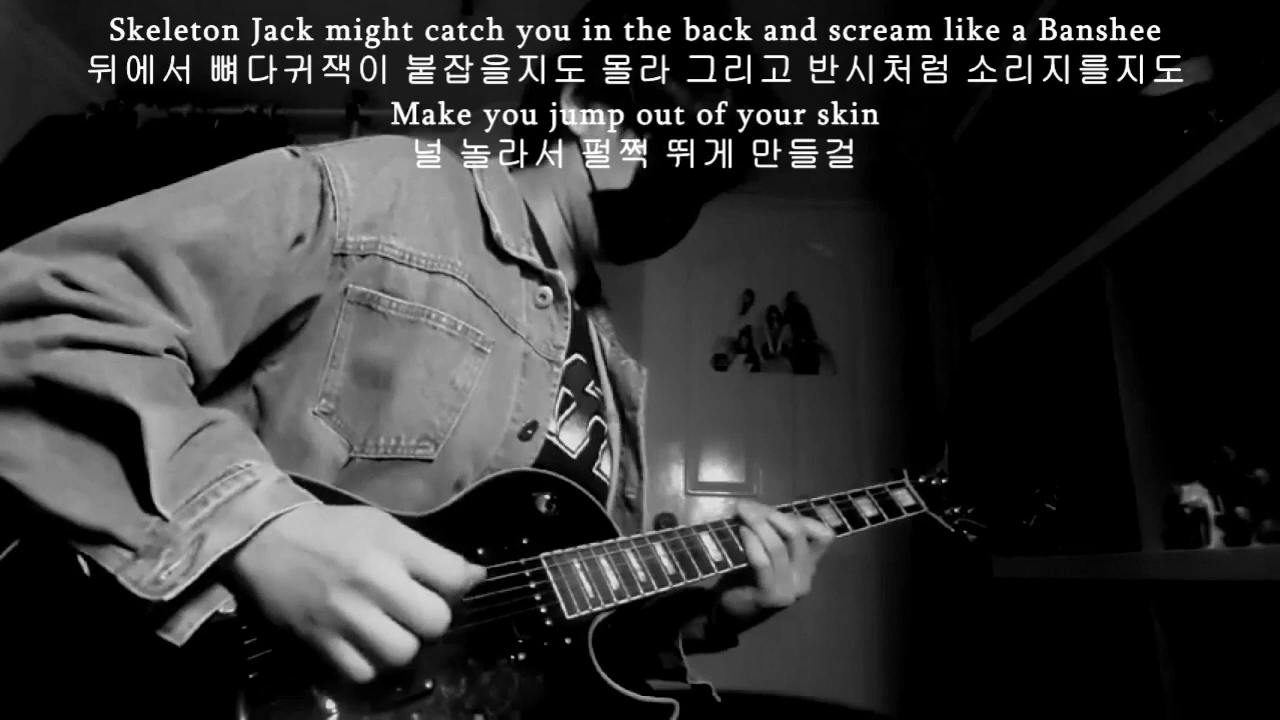 Skeleton Jack might catch you in the back and scream like a Banshee
뒤에서 뼈다귀잭이 붙잡을지도 몰라 그리고 반시처럼 소리지를지도
Make you jump out of your skin
널 놀라서 펄쩍 뛰게 만들걸